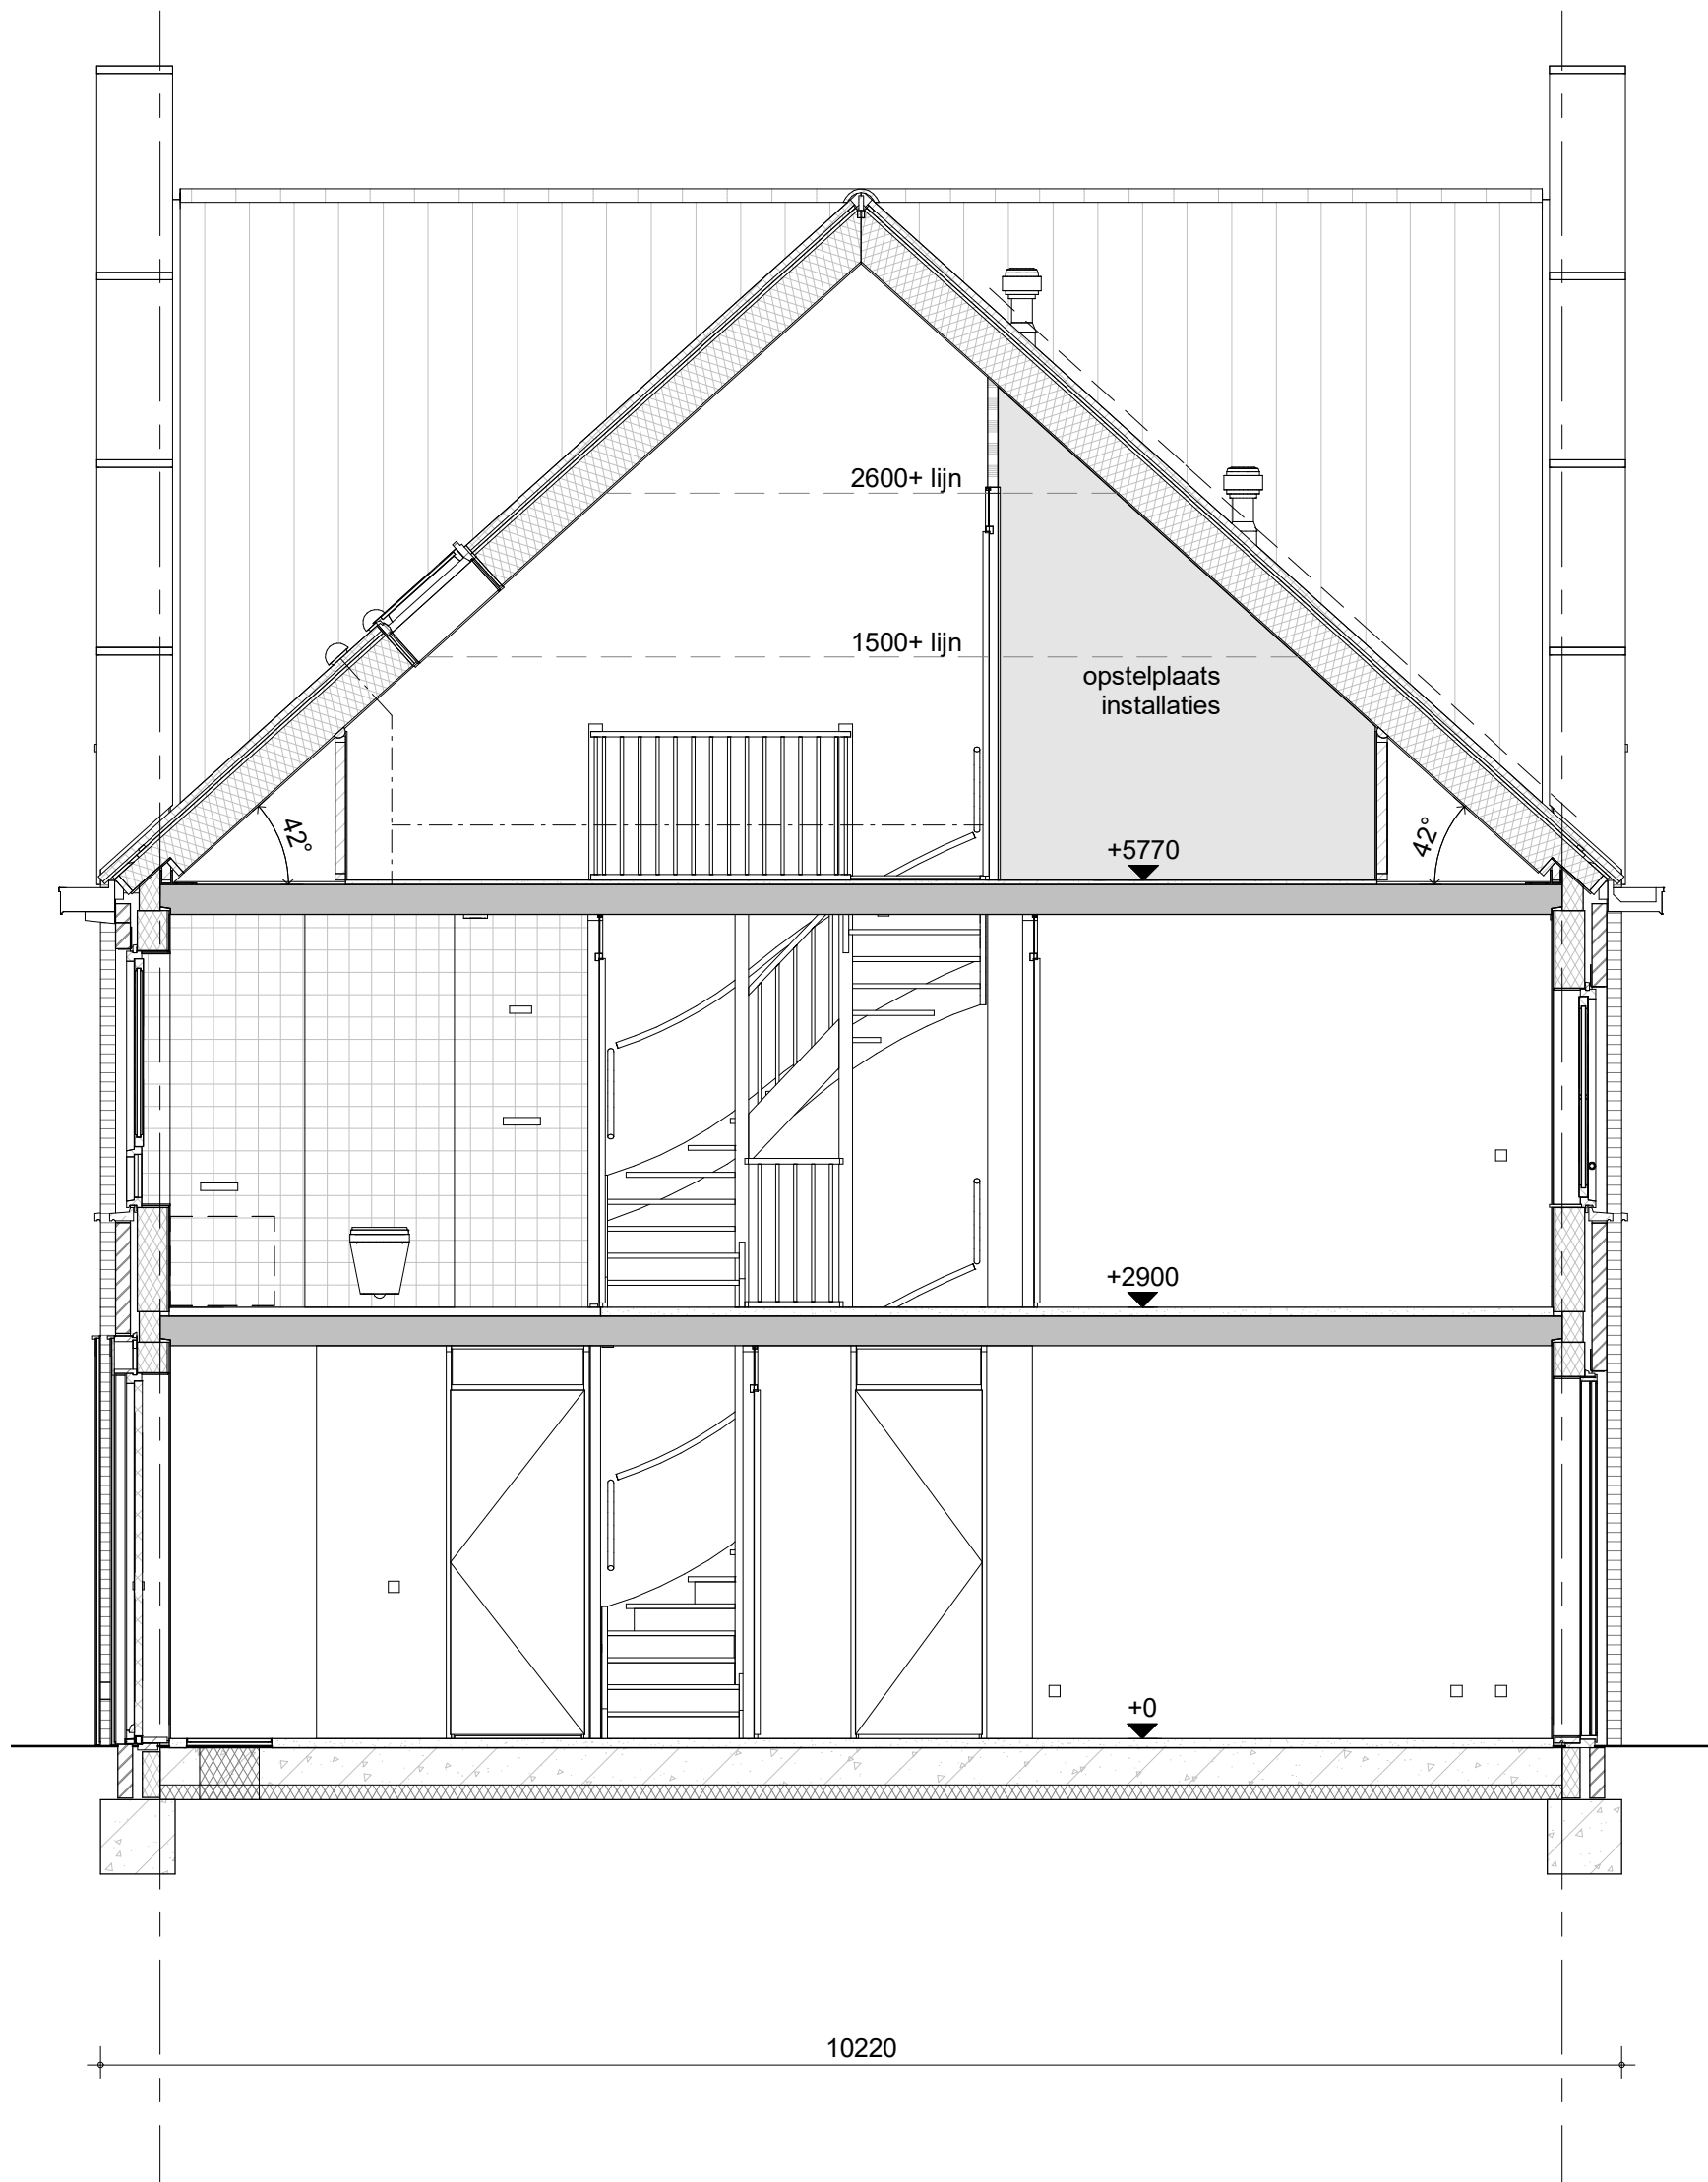 2600+ lijn
1500+ lijn
opstelplaats
installaties
42°
42°
+5770
+2900
+0
10220